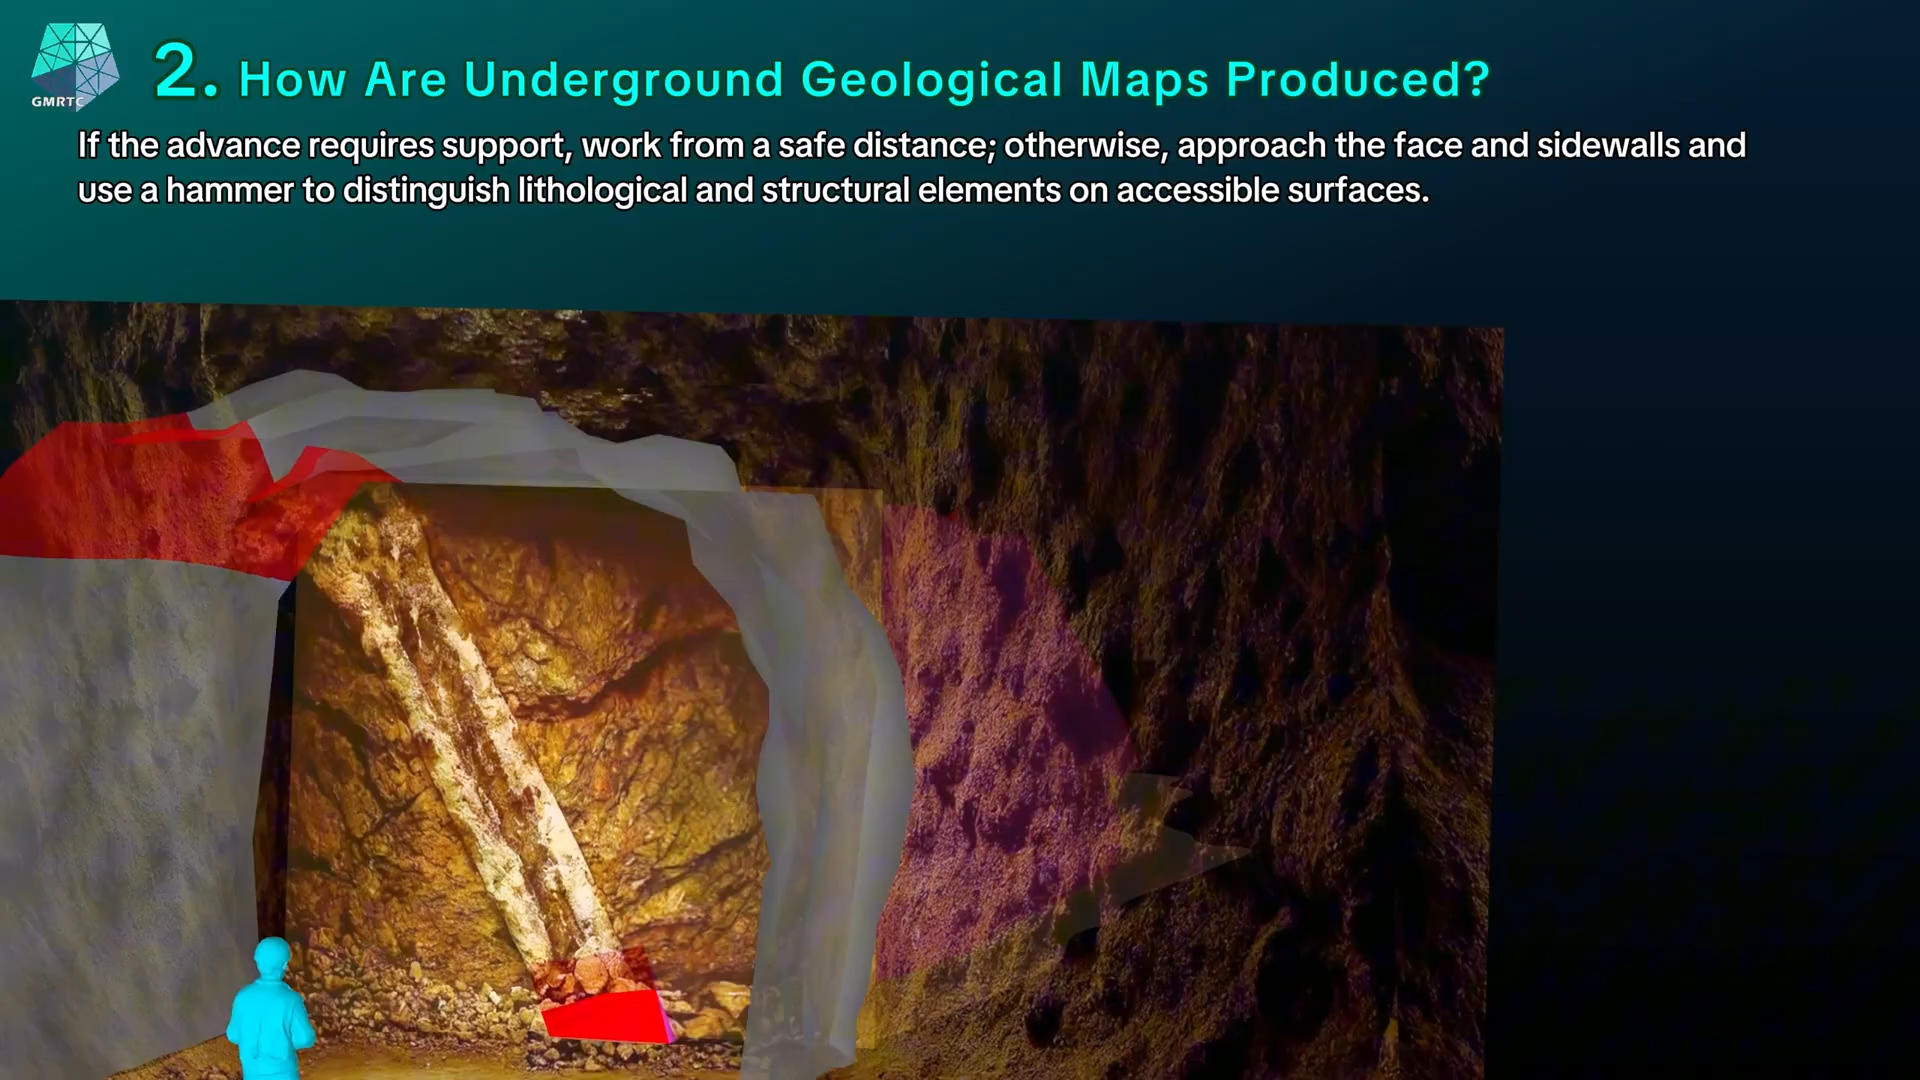 GMRTC
2. How Are Underground Geological Maps Produced?
If the advance requires support, work from a safe distance; otherwise, approach the face and sidewalls and
use a hammer to distinguish lithological and structural elements on accessible surfaces.